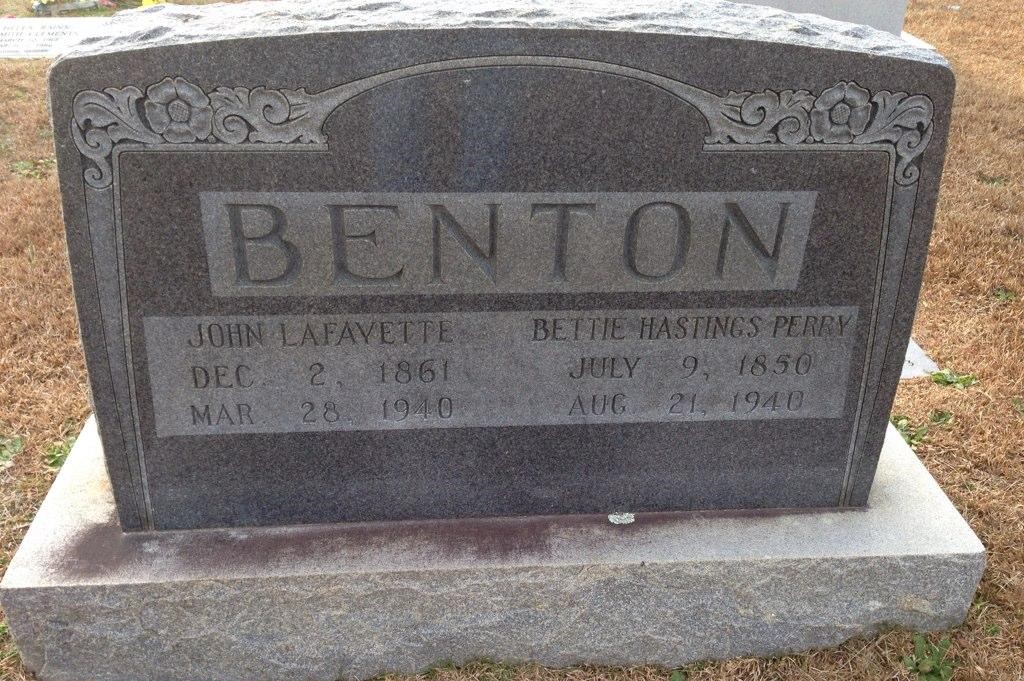 BENTON
JOHN LAFAYETTE
DEC. 2, 1861
MAR. 28, 1940
BETTIE HASTINGS PERRY
JULY 9, 1850
AUG. 21, 1940